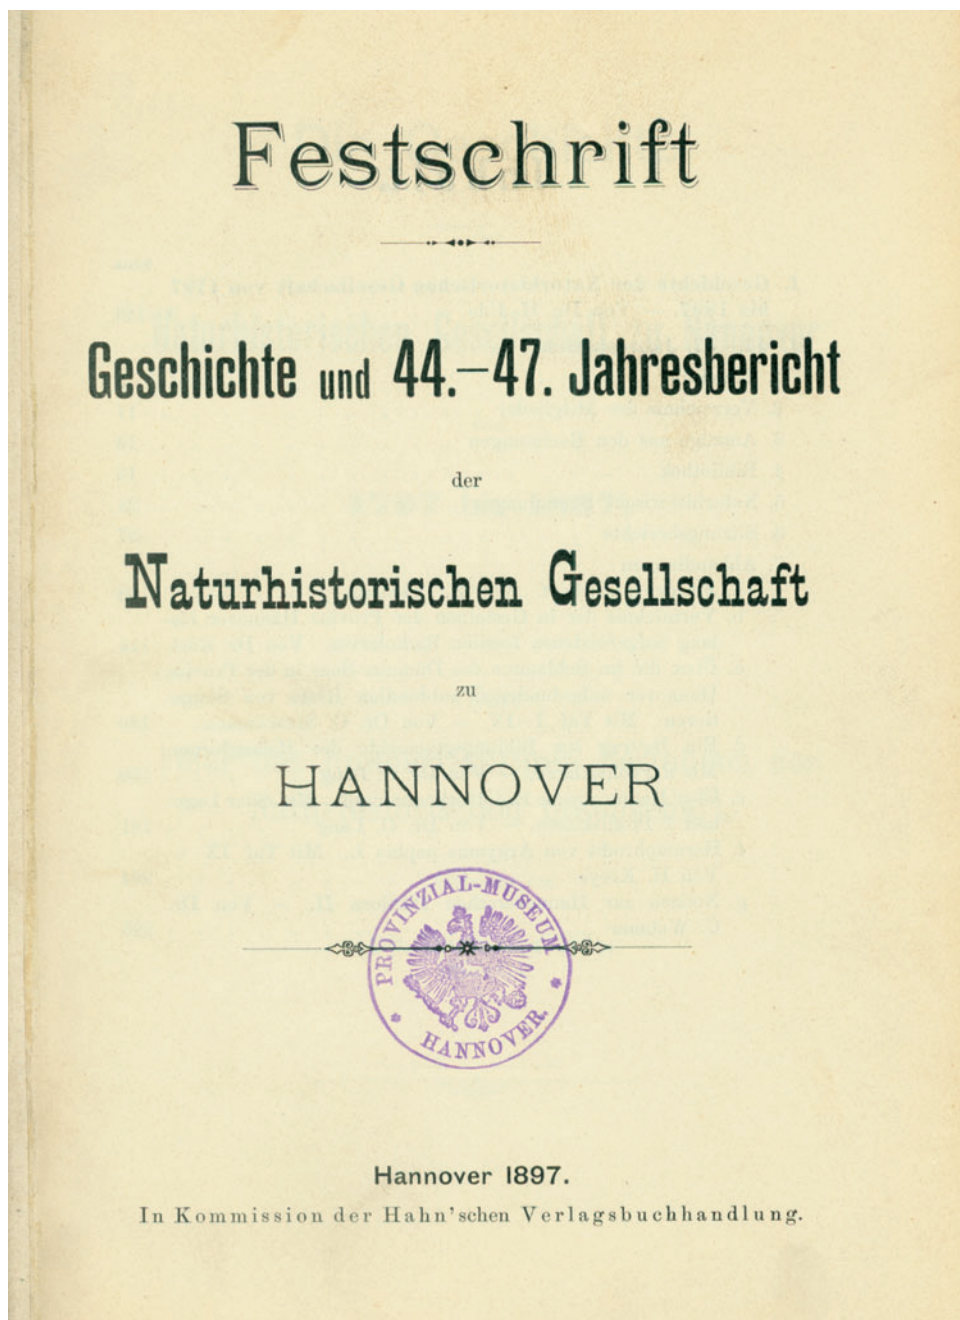 Festschrift
Geschichte und 44.–47. Jahresbericht
der
Naturhistorischen Gesellschaft
zu
HANNOVER
PROVINZIAL-MUSEUM
HANNOVER.
Hannover 1897.
In Kommission der Hahn'schen Verlagsbuchhandlung.